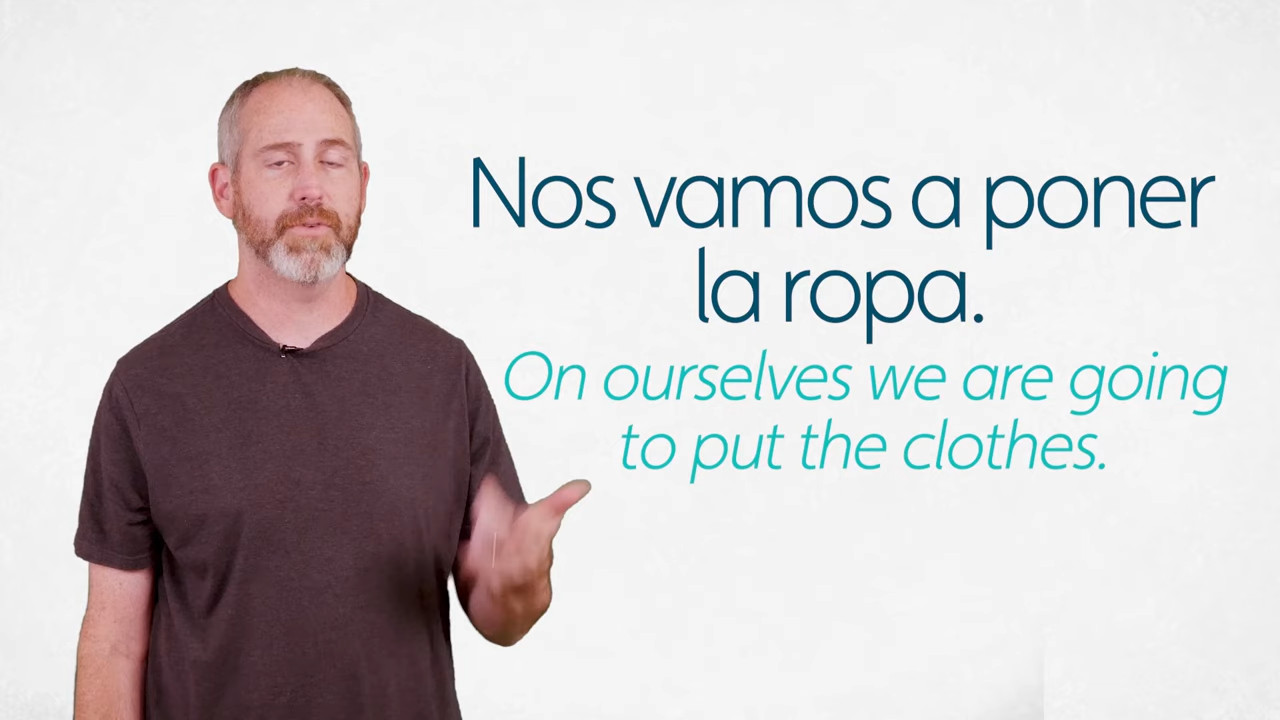 Nos vamos a poner
la ropa.
On ourselves we are going
to put the clothes.